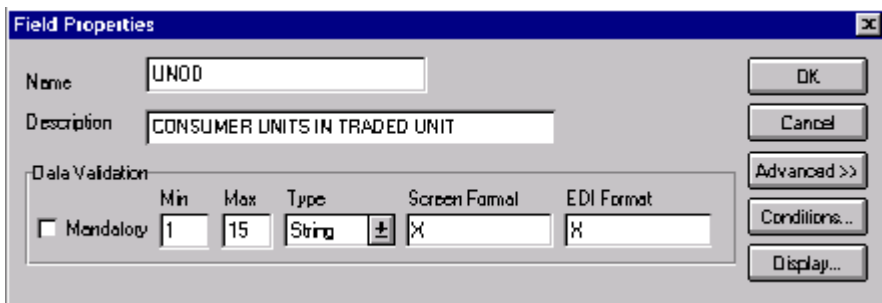 Field Properties
Name UNOD OK
Description CONSUMER UNITS IN TRADED UNIT Cancel
Advanced >>
Data Validation
Min Max Type Screen Format EDI Format
Mandatory 1 15 String X X
Conditions...
Display...